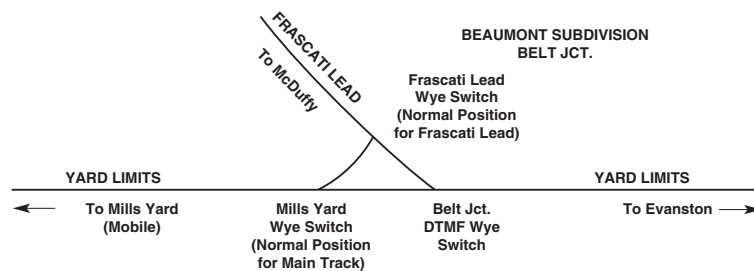 BEAUMONT SUBDIVISION
BELT JCT.
FRASCATI LEAD
To McDuffy
Frascati Lead
Wye Switch
(Normal Position
for Frascati Lead)
YARD LIMITS
YARD LIMITS
To Mills Yard
(Mobile)
Mills Yard
Wye Switch
(Normal Position
for Main Track)
Belt Jct.
DTMF Wye
Switch
To Evanston